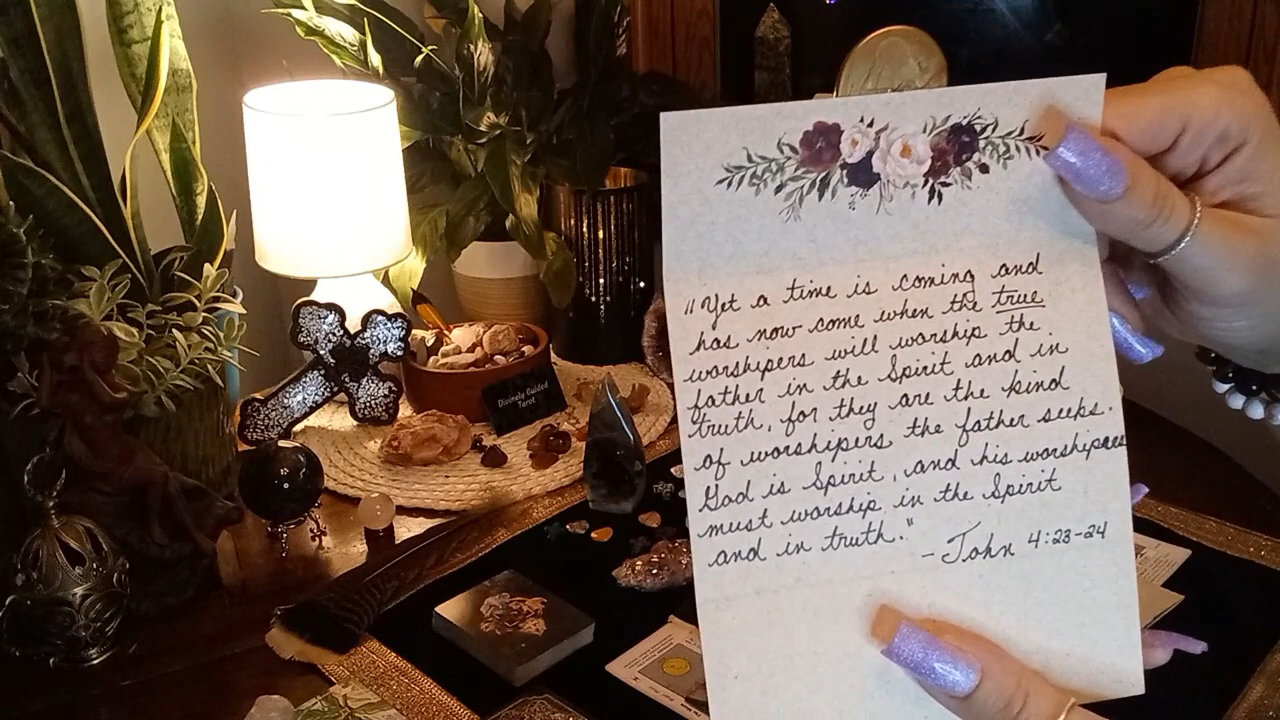 "Yet a time is coming and
has now come when the true
worshipers will worship the
father in the Spirit and in
truth, for they are the kind
of worshipers the father seeks.
God is Spirit, and his worshipers
must worship in the Spirit
and in truth."
- John 4:23-24
Divinely Guided
Tarot